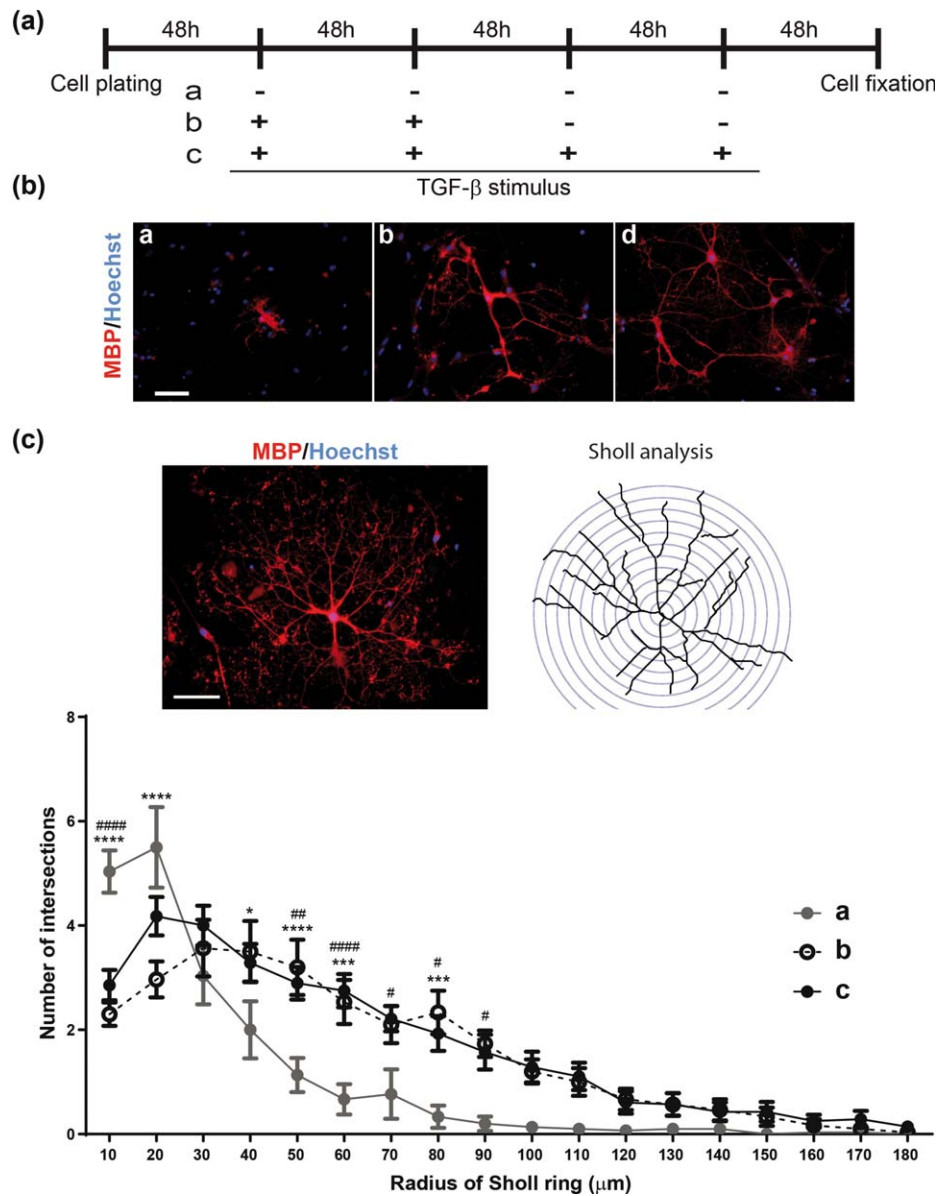 (a)
48h 48h 48h 48h 48h
Cell plating Cell fixation
a - - - -
b + + - -
c + + + +
TGF-β stimulus
(b)
MBP/Hoechst
a b d
(c)
MBP/Hoechst Sholl analysis
Number of intersections
8
6
4
2
0
####
****
****
*
##
****
####
***
#
#
***
#
a
b
c
10 20 30 40 50 60 70 80 90 100 110 120 130 140 150 160 170 180
Radius of Sholl ring (μm)